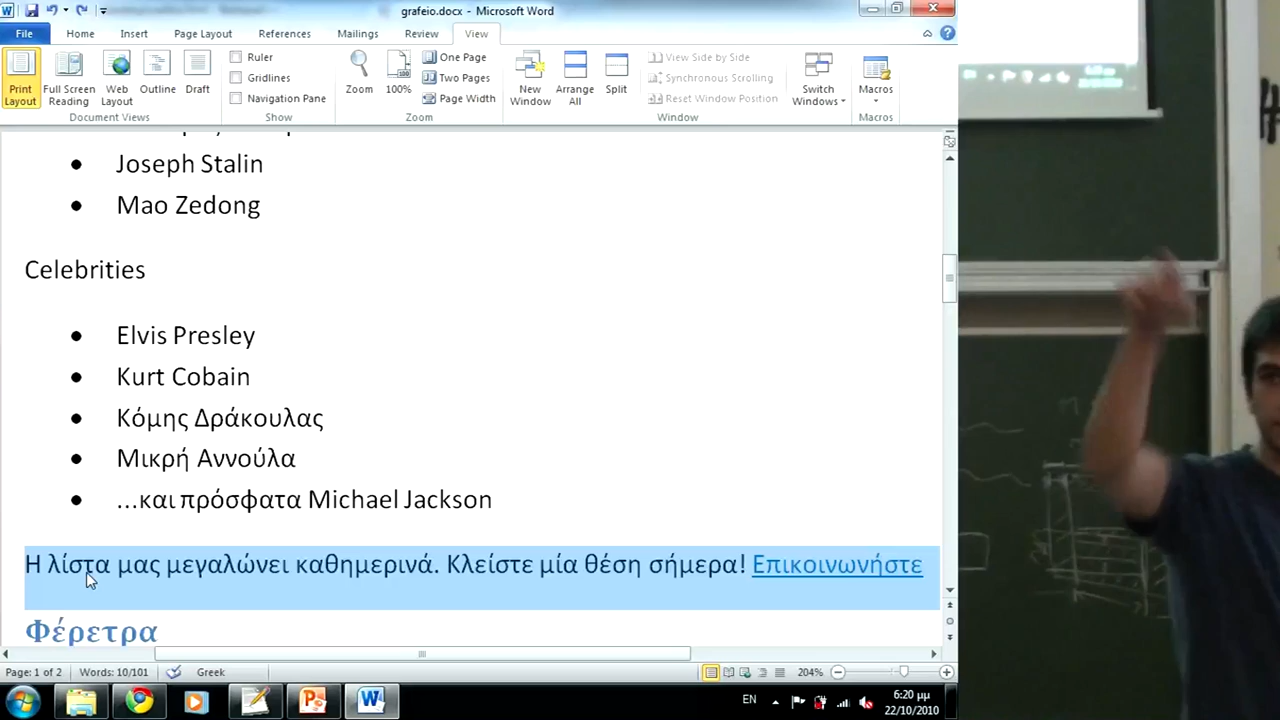 grafeio.docx - Microsoft Word
File Home Insert Page Layout References Mailings Review View
Print Layout
Full Screen Reading
Web Layout
Outline
Draft
Document Views
Ruler
Gridlines
Navigation Pane
Show
Zoom
100%
One Page
Two Pages
Page Width
Zoom
New Window
Arrange All
Split
View Side by Side
Synchronous Scrolling
Reset Window Position
Window
Switch Windows
Macros
Macros
Joseph Stalin
Mao Zedong
Celebrities
Elvis Presley
Kurt Cobain
Κόμης Δράκουλας
Μικρή Αννούλα
...και πρόσφατα Michael Jackson
Η λίστα μας μεγαλώνει καθημερινά. Κλείστε μία θέση σήμερα! Επικοινωνήστε
Φέρετρα
Page: 1 of 2 Words: 10/101 Greek 204%
EN 6:20 μμ
22/10/2010